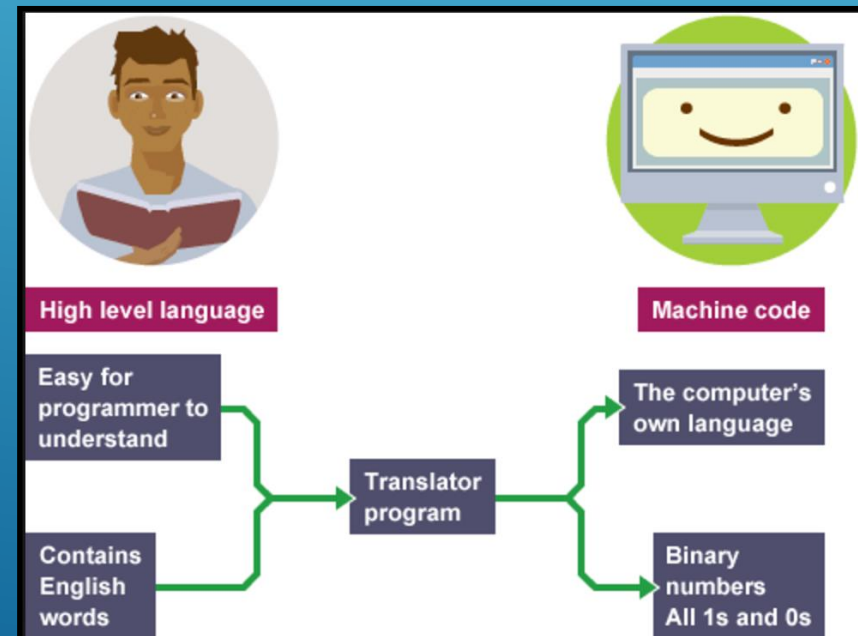 High level language
Machine code
Easy for
programmer to
understand
The computer's
own language
Translator
program
Contains
English
words
Binary
numbers
All 1s and 0s